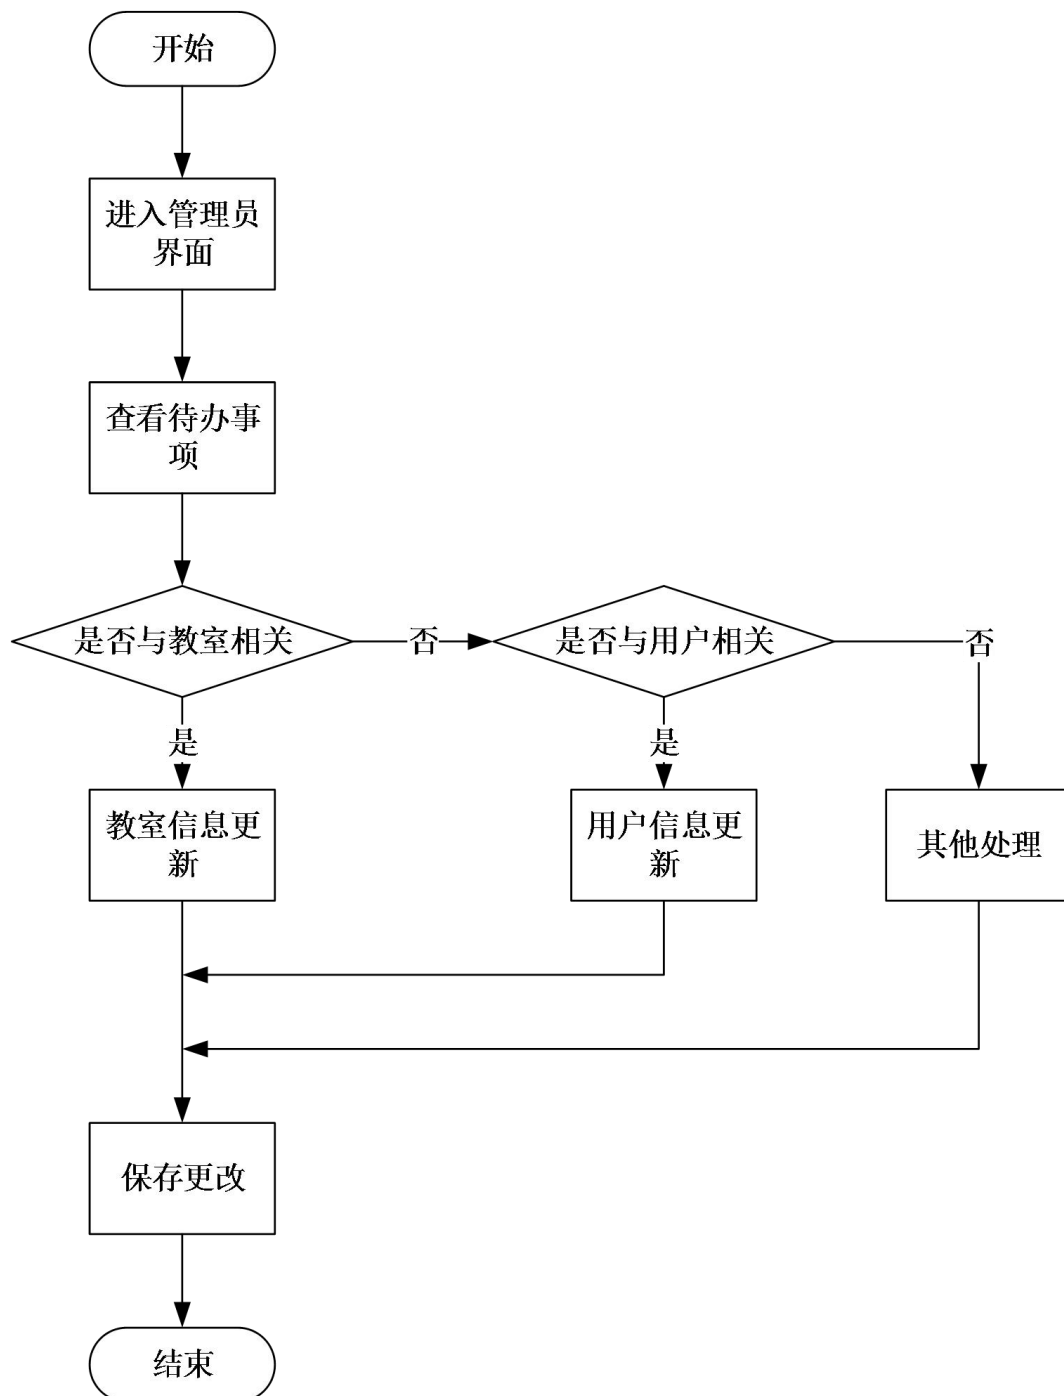 开始
进入管理员
界面
查看待办事
项
是否与教室相关
否
是否与用户相关
否
是
是
教室信息更
新
用户信息更
新
其他处理
保存更改
结束